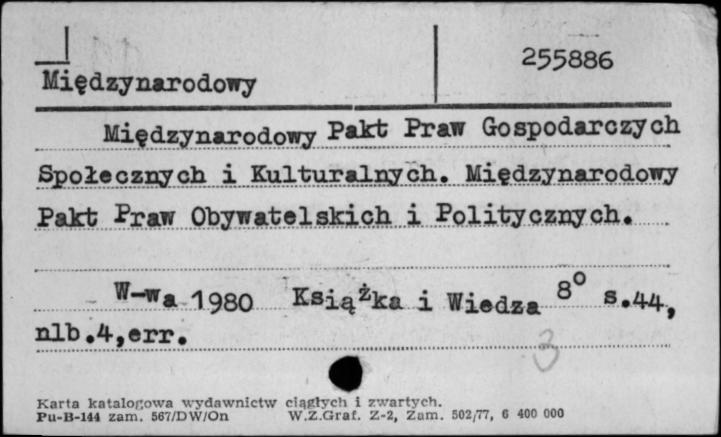 255886
Międzynarodowy
Międzynarodowy Pakt Praw Gospodarczych
Społecznych i Kulturalnych. Międzynarodowy
Pakt Praw Obywatelskich i Politycznych.
W-wa 1980 Książka i Wiedza 8° s.44,
nlb.4,err.
3
Karta katalogowa wydawnictw ciągłych i zwartych.
Pu-B-144 zam. 567/DW/On W.Z.Graf. Z-2, Zam. 502/77, 6 400 000